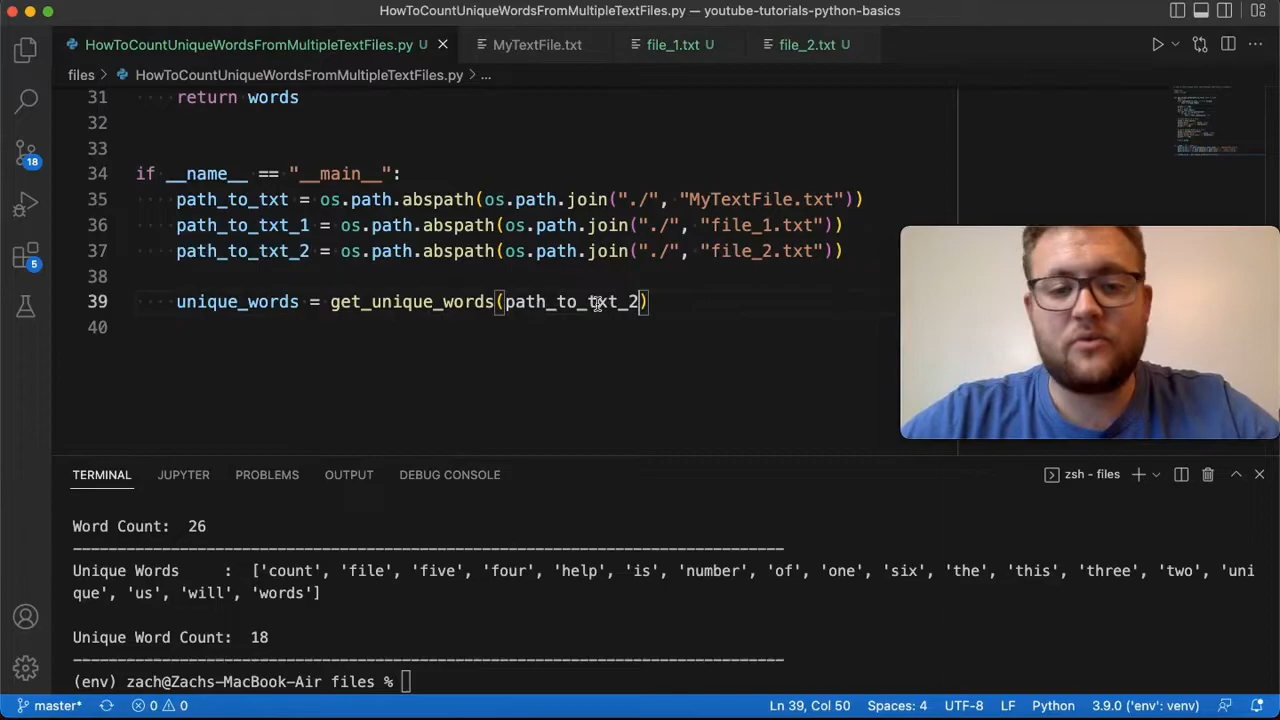 HowToCountUniqueWordsFromMultipleTextFiles.py — youtube-tutorials-python-basics
HowToCountUniqueWordsFromMultipleTextFiles.py U
MyTextFile.txt
file_1.txt U
file_2.txt U
files > HowToCountUniqueWordsFromMultipleTextFiles.py > ...
31 return words
32
33
34 if __name__ == "__main__":
35 path_to_txt = os.path.abspath(os.path.join("./", "MyTextFile.txt"))
36 path_to_txt_1 = os.path.abspath(os.path.join("./", "file_1.txt"))
37 path_to_txt_2 = os.path.abspath(os.path.join("./", "file_2.txt"))
38
39 unique_words = get_unique_words(path_to_txt_2)
40
18
5
TERMINAL JUPYTER PROBLEMS OUTPUT DEBUG CONSOLE
zsh - files
Word Count:  26
Unique Words     :  ['count', 'file', 'five', 'four', 'help', 'is', 'number', 'of', 'one', 'six', 'the', 'this', 'three', 'two', 'uni
que', 'us', 'will', 'words']
Unique Word Count:  18
(env) zach@Zachs-MacBook-Air files %
master* 0 0 Ln 39, Col 50 Spaces: 4 UTF-8 LF Python 3.9.0 ('env': venv)